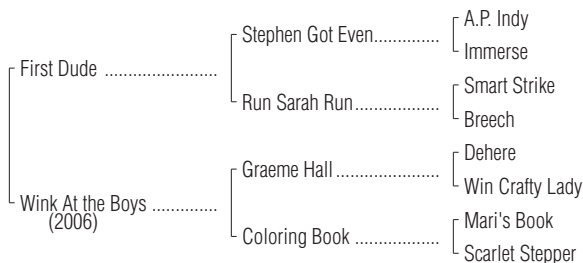 A.P. Indy
Stephen Got Even...............
Immerse
First Dude ........................
Smart Strike
Run Sarah Run...................
Breech
Dehere
Graeme Hall.......................
Win Crafty Lady
Wink At the Boys ..............
(2006)
Mari's Book
Coloring Book ...................
Scarlet Stepper